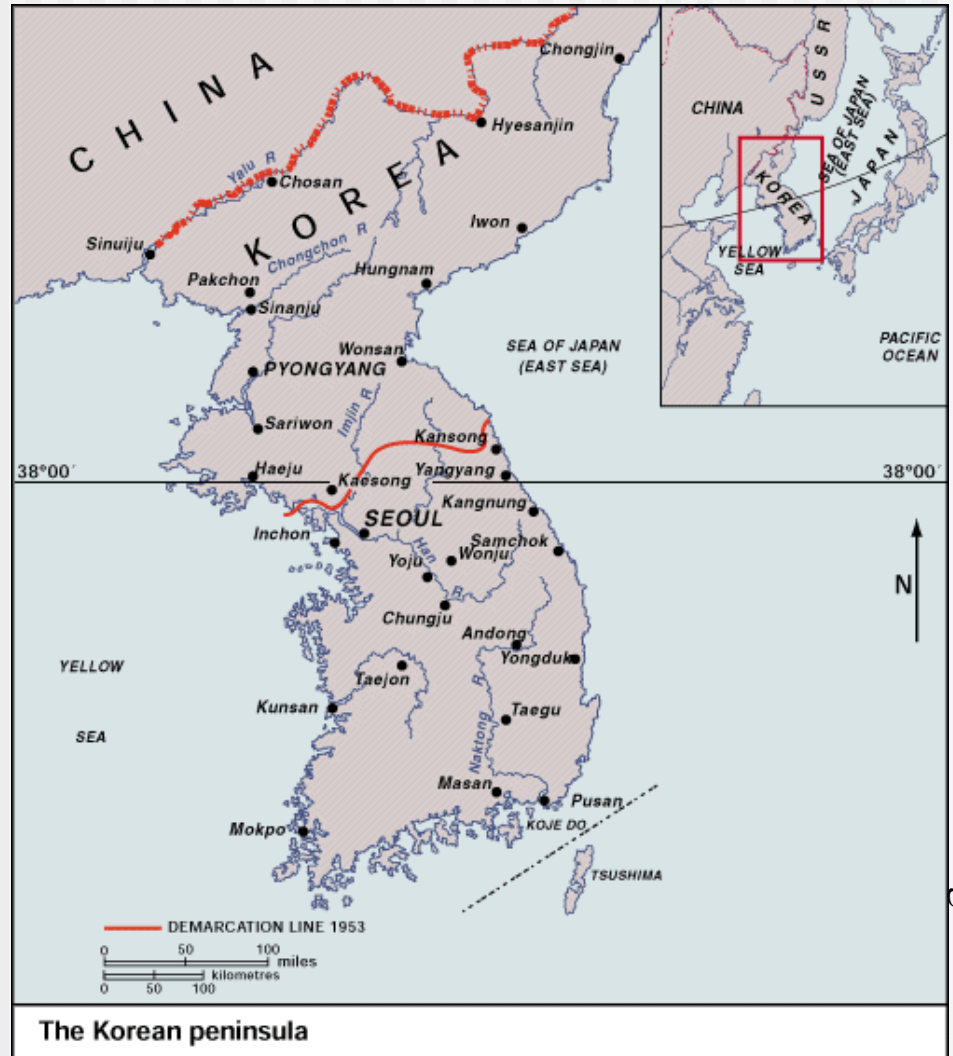 CHINA
Chongjin
Hyesanjin
Yalu R
Chosan
KOREA
Iwon
Sinuiju
Chongchon R
Hungnam
Pakchon
Sinanju
Wonsan
SEA OF JAPAN
(EAST SEA)
PYONGYANG
Imjin R
Sariwon
Kansong
38°00′
Haeju
Kaesong
Yangyang
38°00′
Kangnung
SEOUL
Inchon
Han R
Samchok
Wonju
Yoju
N
Chungju
Andong
Yongduk
YELLOW
SEA
Taejon
Kunsan
Taegu
Naktong R
Masan
Pusan
KOJE DO
Mokpo
TSUSHIMA
USSR
CHINA
SEA OF JAPAN
(EAST SEA)
JAPAN
KOREA
YELLOW
SEA
PACIFIC
OCEAN
DEMARCATION LINE 1953
0 50 100
miles
kilometres
0 50 100
The Korean peninsula